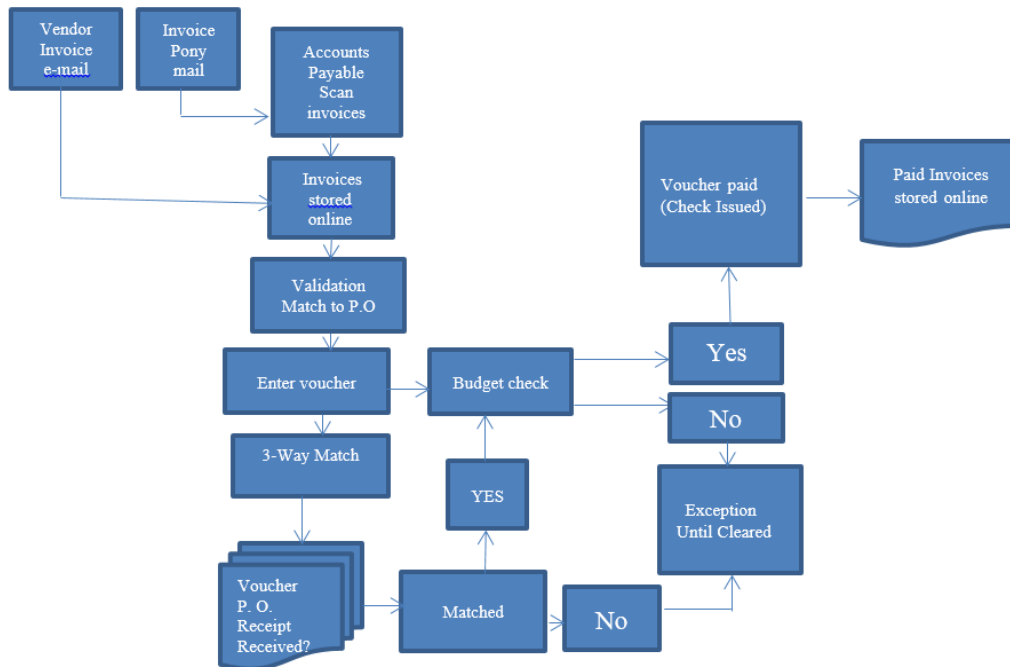 Vendor
Invoice
e-mail
Invoice
Pony
mail
Accounts
Payable
Scan
invoices
Invoices
stored
online
Validation
Match to P.O
Enter voucher
3-Way Match
Voucher
P. O.
Receipt
Received?
Matched
YES
No
Budget check
Yes
No
Exception
Until Cleared
Voucher paid
(Check Issued)
Paid Invoices
stored online